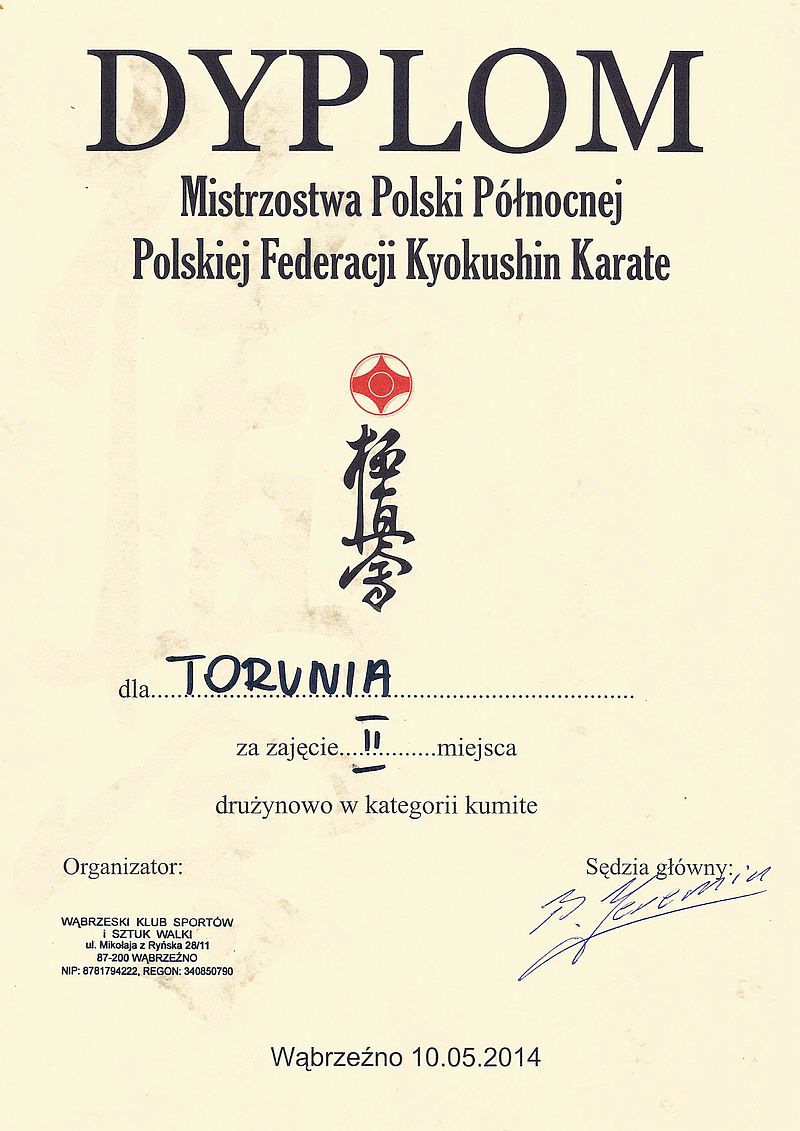 DYPLOM
Mistrzostwa Polski Północnej
Polskiej Federacji Kyokushin Karate
極真会
dla....TORUNIA..................................................
za zajęcie....II...........miejsca
drużynowo w kategorii kumite
Organizator:
Sędzia główny:
WĄBRZESKI KLUB SPORTÓW
i SZTUK WALKI
ul. Mikołaja z Ryńska 28/11
87-200 WĄBRZEŹNO
NIP: 8781794222, REGON: 340850790
Wąbrzeźno 10.05.2014